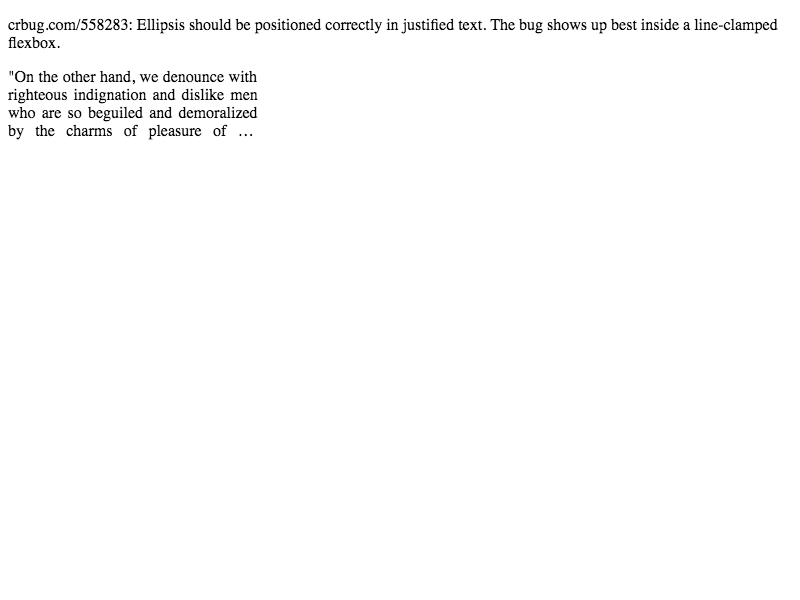 crbug.com/558283: Ellipsis should be positioned correctly in justified text. The bug shows up best inside a line-clamped
flexbox.
"On the other hand, we denounce with
righteous indignation and dislike men
who are so beguiled and demoralized
by the charms of pleasure of …